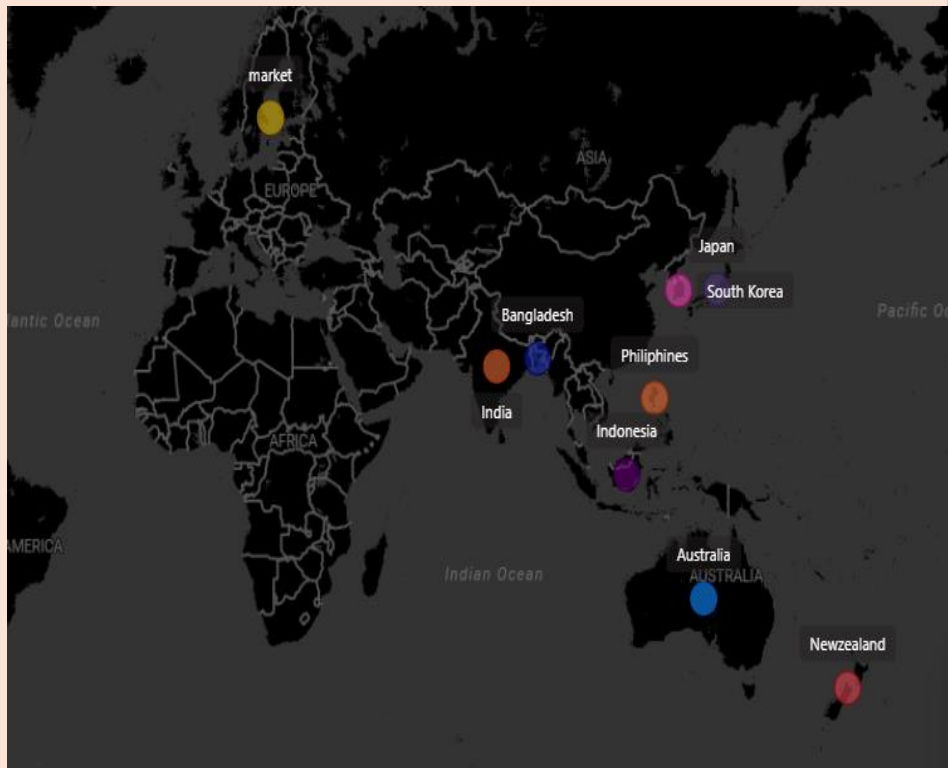 market
ASIA
EUROPE
Japan
South Korea
Bangladesh
lantic Ocean
Pacific Oc
Philiphines
India
Indonesia
AFRICA
AMERICA
Australia
Indian Ocean
AUSTRALIA
Newzealand